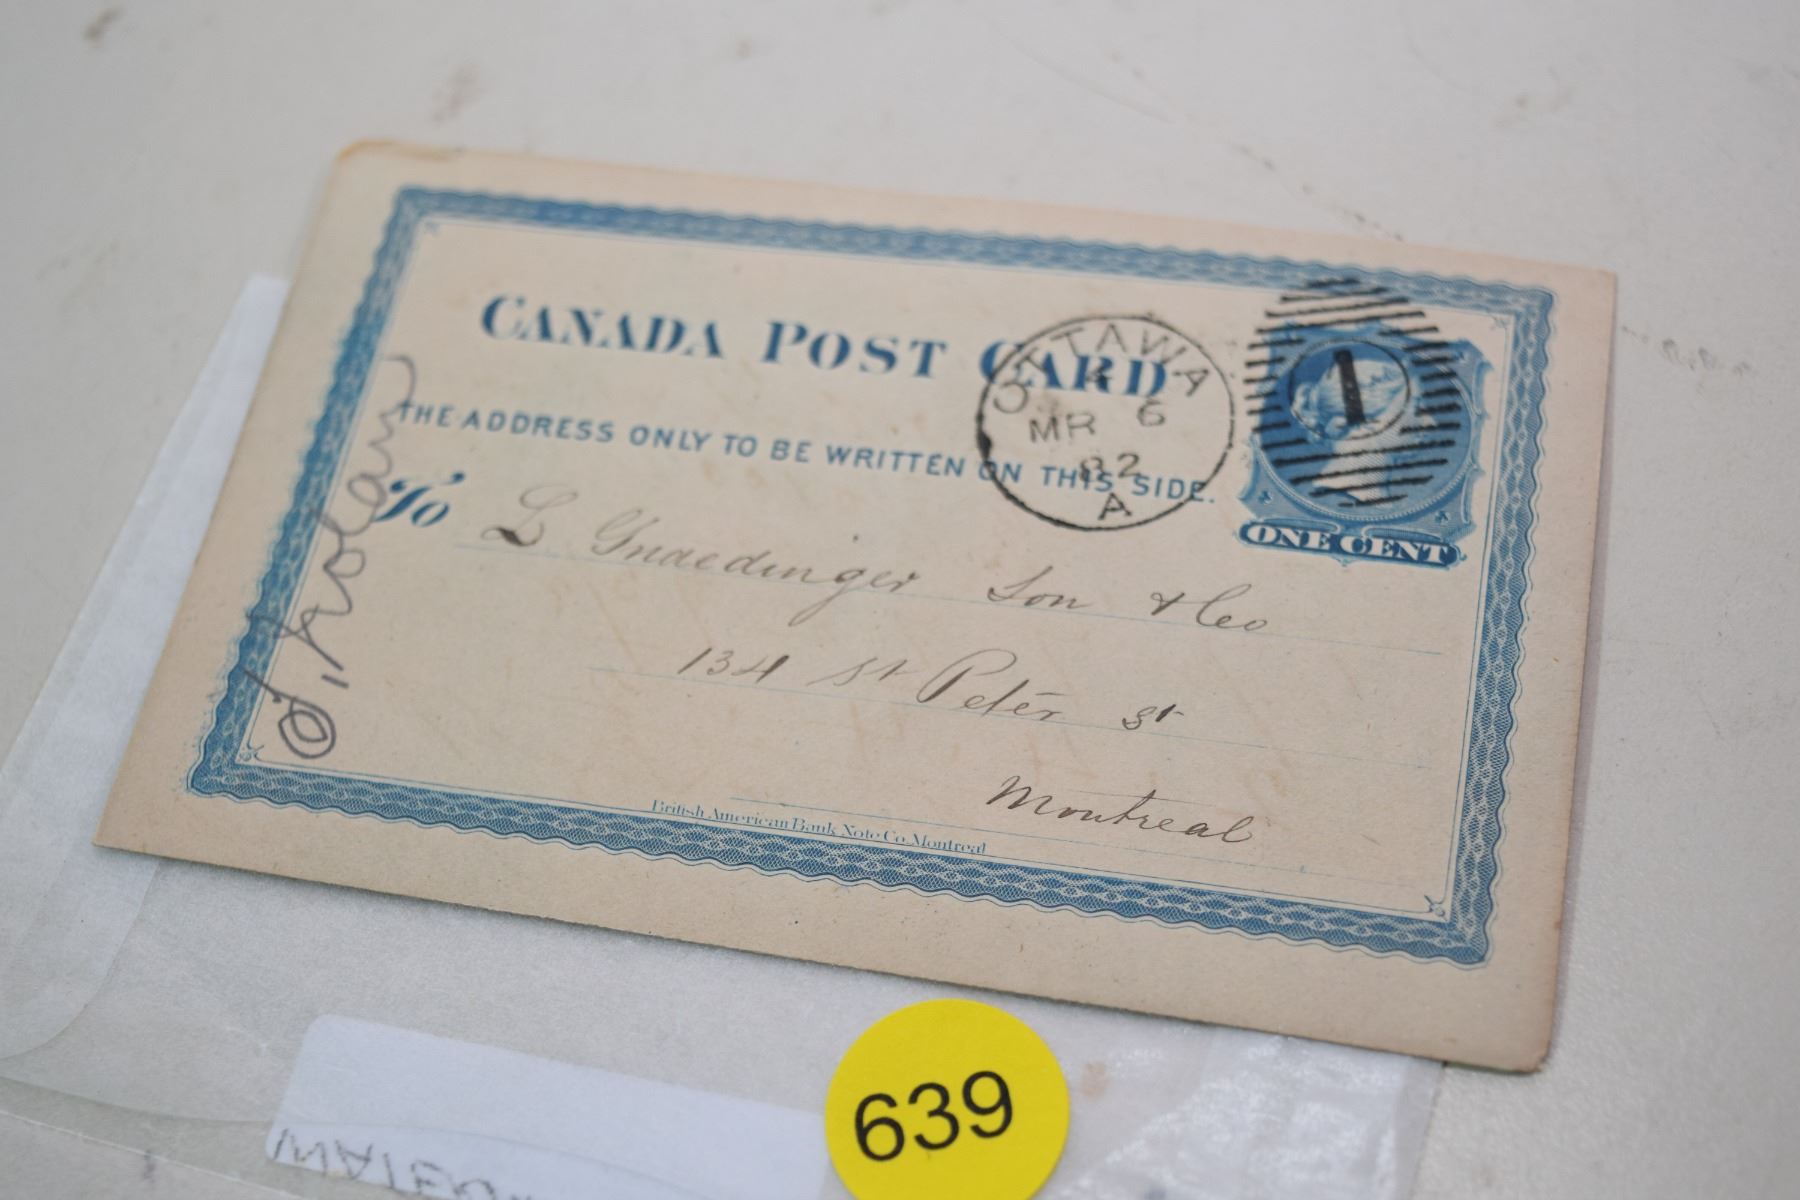 CANADA POST CARD
THE ADDRESS ONLY TO BE WRITTEN ON THIS SIDE.
OTTAWA
MR 6
82
A
1
ONE CENT
To L Gnaedinger Son & Co
134 St Peter St
Montreal
British American Bank Note Co. Montreal
639